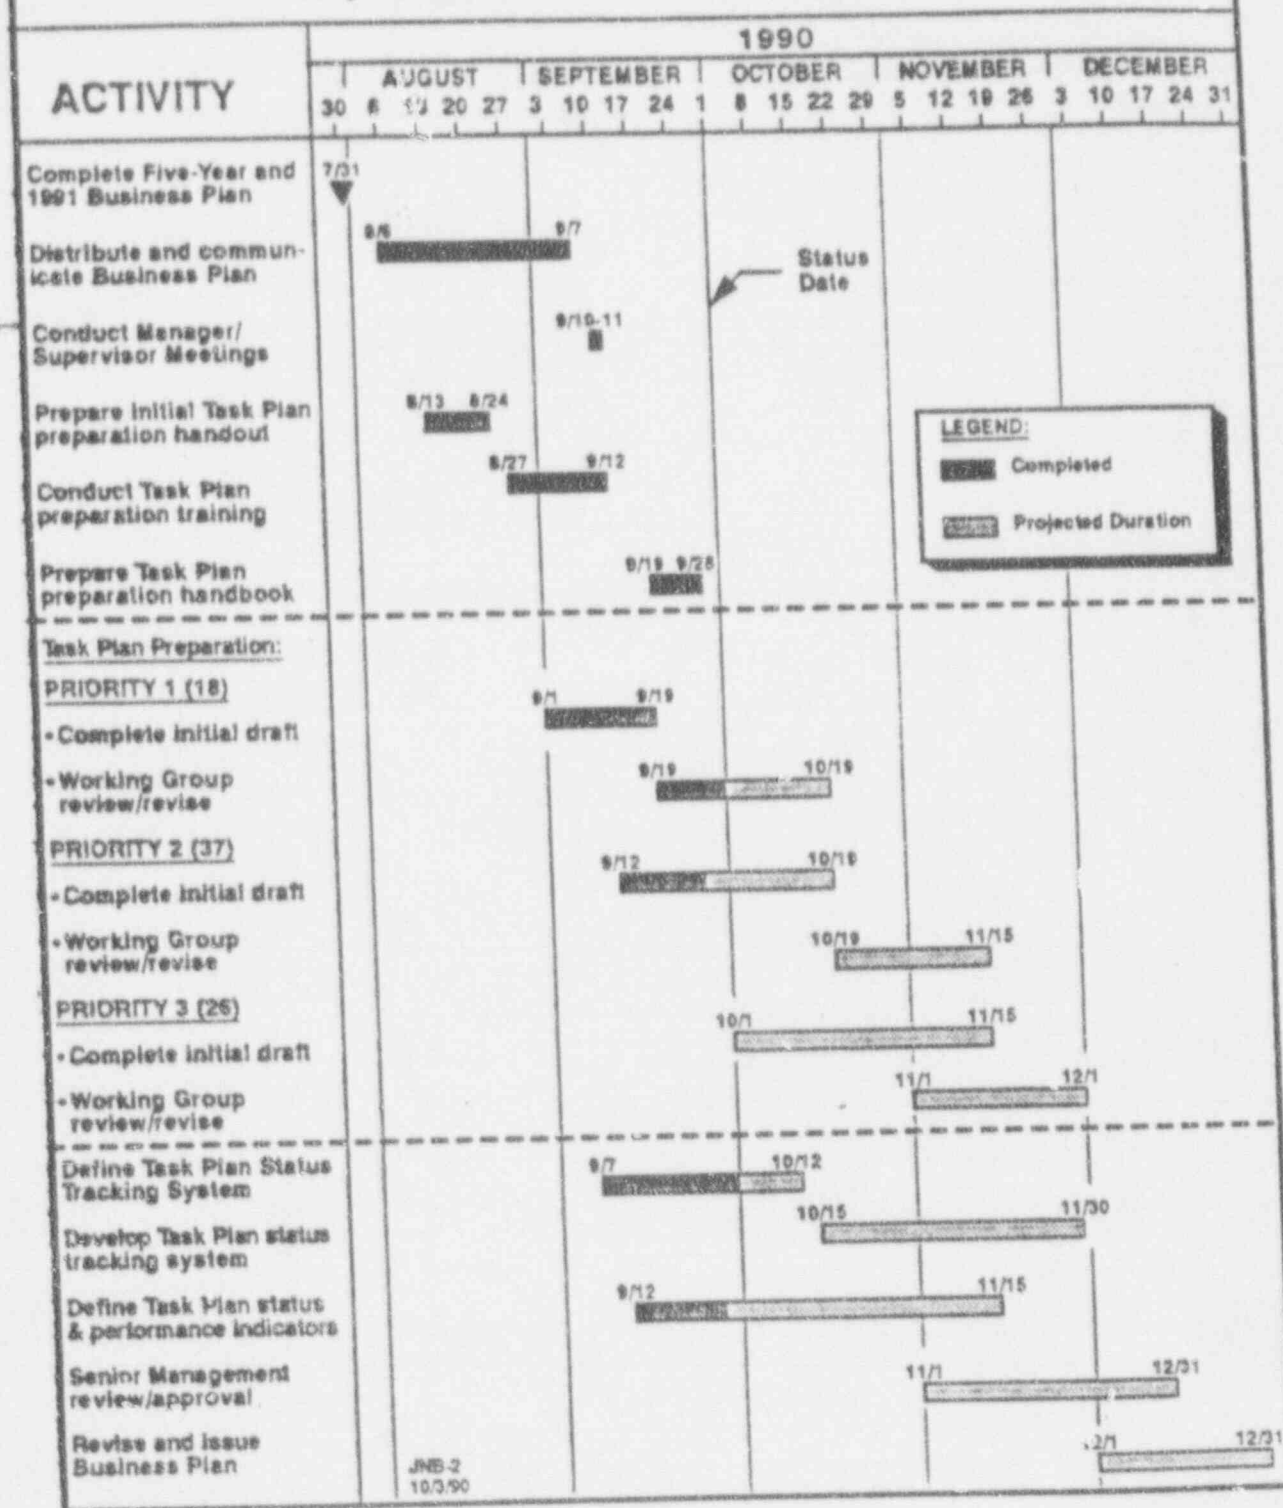 1990
ACTIVITY
AUGUST SEPTEMBER OCTOBER NOVEMBER DECEMBER
30 6 20 27 3 10 17 24 1 8 15 22 29 5 12 19 26 3 10 17 24 31
Complete Five-Year and
1991 Business Plan
7/31
Distribute and commun-
icate Business Plan
8/6 9/7
Status
Date
Conduct Manager/
Supervisor Meetings
9/10-11
Prepare Initial Task Plan
preparation handout
8/13 8/24
LEGEND:
Completed
Projected Duration
Conduct Task Plan
preparation training
8/27 9/12
Prepare Task Plan
preparation handbook
9/19 9/28
Task Plan Preparation:
PRIORITY 1 (18)
• Complete initial draft
9/1 9/19
• Working Group
review/revise
9/19 10/19
PRIORITY 2 (37)
• Complete initial draft
9/12 10/19
• Working Group
review/revise
10/19 11/15
PRIORITY 3 (26)
• Complete initial draft
10/1 11/15
• Working Group
review/revise
11/1 12/1
Define Task Plan Status
Tracking System
9/7 10/12
Develop Task Plan status
tracking system
10/15 11/30
Define Task Plan status
& performance indicators
9/12 11/15
Senior Management
review/approval
11/1 12/31
Revise and issue
Business Plan
2/1 12/31
JNB-2
10/3/90